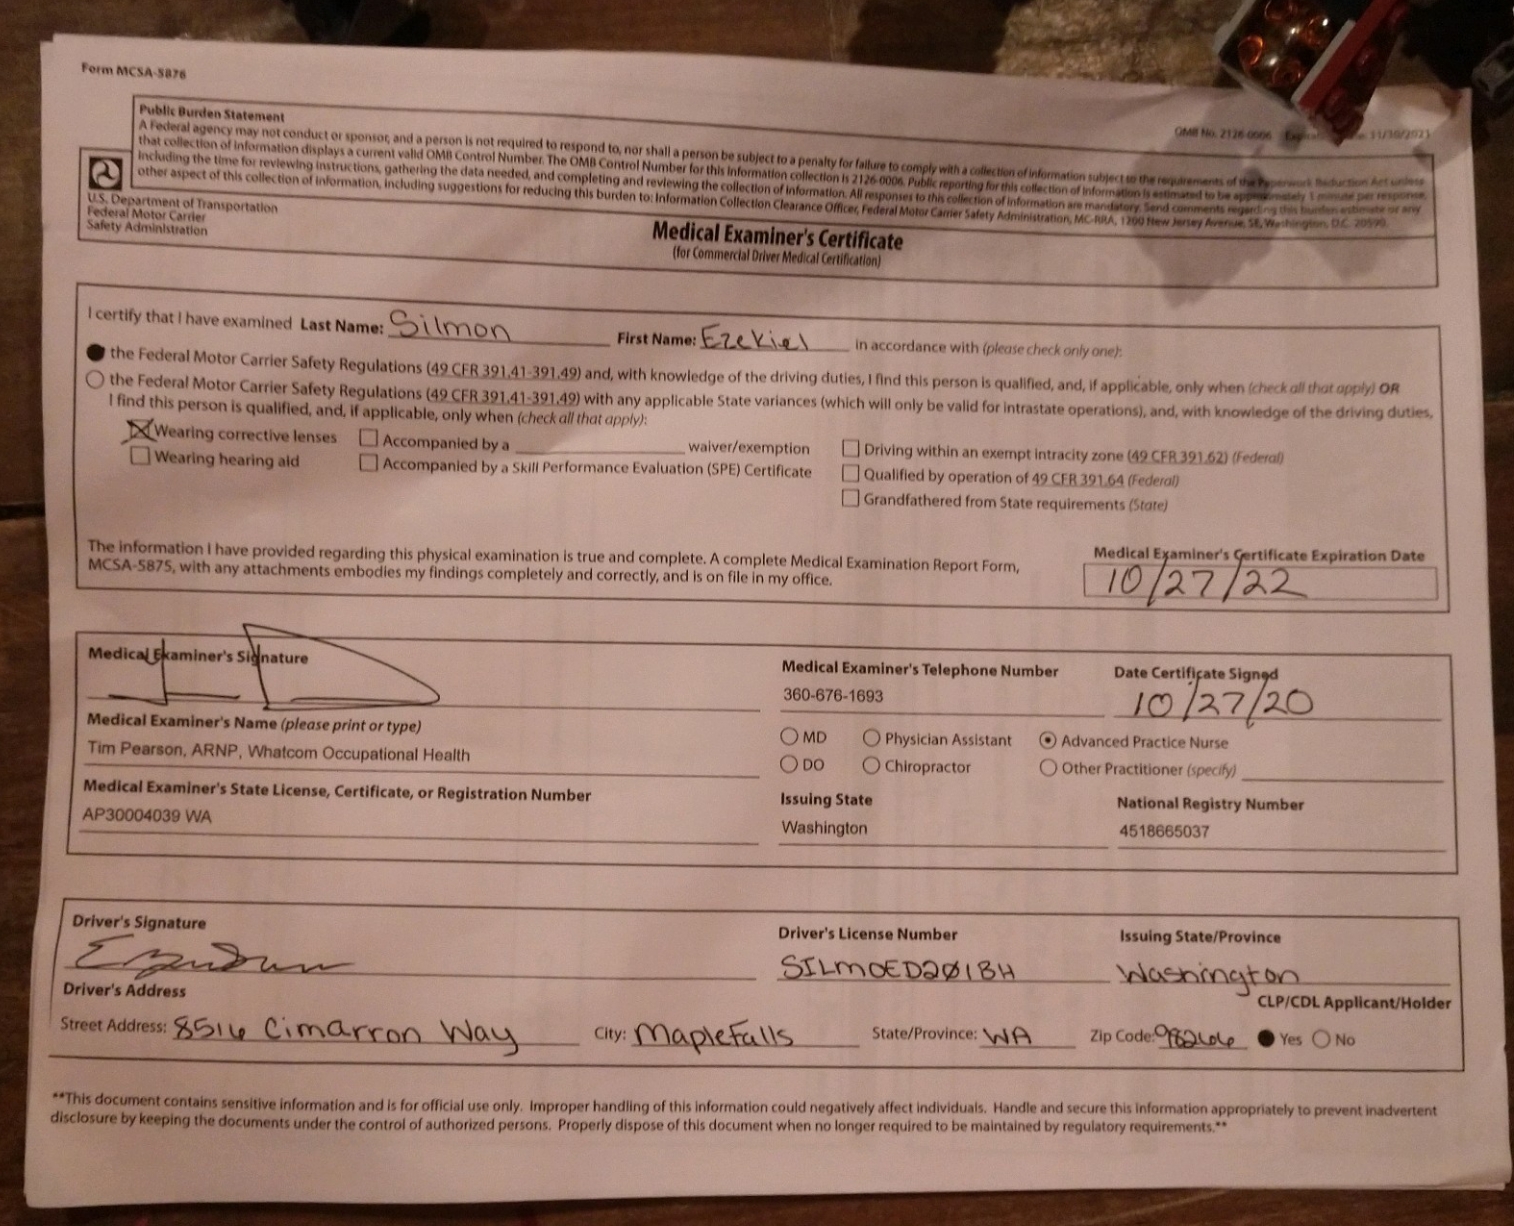 Form MCSA-5876
OMB No. 2126-0006 Expiration Date: 11/30/2021
Public Burden Statement
A Federal agency may not conduct or sponsor, and a person is not required to respond to, nor shall a person be subject to a penalty for failure to comply with a collection of information subject to the requirements of the Paperwork Reduction Act unless
that collection of information displays a current valid OMB Control Number. The OMB Control Number for this information collection is 2126-0006. Public reporting for this collection of information is estimated to be approximately 1 minute per response,
including the time for reviewing instructions, gathering the data needed, and completing and reviewing the collection of information. All responses to this collection of information are mandatory. Send comments regarding this burden estimate or any
other aspect of this collection of information, including suggestions for reducing this burden to: Information Collection Clearance Officer, Federal Motor Carrier Safety Administration, MC-RRA, 1200 New Jersey Avenue, SE, Washington, D.C. 20590.
U.S. Department of Transportation
Federal Motor Carrier
Safety Administration
Medical Examiner's Certificate
(for Commercial Driver Medical Certification)
I certify that I have examined Last Name: Silmon First Name: Ezekiel in accordance with (please check only one):
the Federal Motor Carrier Safety Regulations (49 CFR 391.41-391.49) and, with knowledge of the driving duties, I find this person is qualified, and, if applicable, only when (check all that apply) OR
the Federal Motor Carrier Safety Regulations (49 CFR 391.41-391.49) with any applicable State variances (which will only be valid for intrastate operations), and, with knowledge of the driving duties,
I find this person is qualified, and, if applicable, only when (check all that apply):
Wearing corrective lenses Accompanied by a waiver/exemption Driving within an exempt intracity zone (49 CFR 391.62) (Federal)
Wearing hearing aid Accompanied by a Skill Performance Evaluation (SPE) Certificate Qualified by operation of 49 CFR 391.64 (Federal)
Grandfathered from State requirements (State)
The information I have provided regarding this physical examination is true and complete. A complete Medical Examination Report Form,
MCSA-5875, with any attachments embodies my findings completely and correctly, and is on file in my office.
Medical Examiner's Certificate Expiration Date
10/27/22
Medical Examiner's Signature
Medical Examiner's Telephone Number
360-676-1693
Date Certificate Signed
10/27/20
Medical Examiner's Name (please print or type)
Tim Pearson, ARNP, Whatcom Occupational Health
MD Physician Assistant Advanced Practice Nurse
DO Chiropractor Other Practitioner (specify)
Medical Examiner's State License, Certificate, or Registration Number
AP30004039 WA
Issuing State
Washington
National Registry Number
4518665037
Driver's Signature
Driver's License Number
SILMOED201BH
Issuing State/Province
Washington
Driver's Address
CLP/CDL Applicant/Holder
Street Address: 8516 Cimarron Way City: Maple Falls State/Province: WA Zip Code: 98266 Yes No
**This document contains sensitive information and is for official use only. Improper handling of this information could negatively affect individuals. Handle and secure this information appropriately to prevent inadvertent
disclosure by keeping the documents under the control of authorized persons. Properly dispose of this document when no longer required to be maintained by regulatory requirements.**